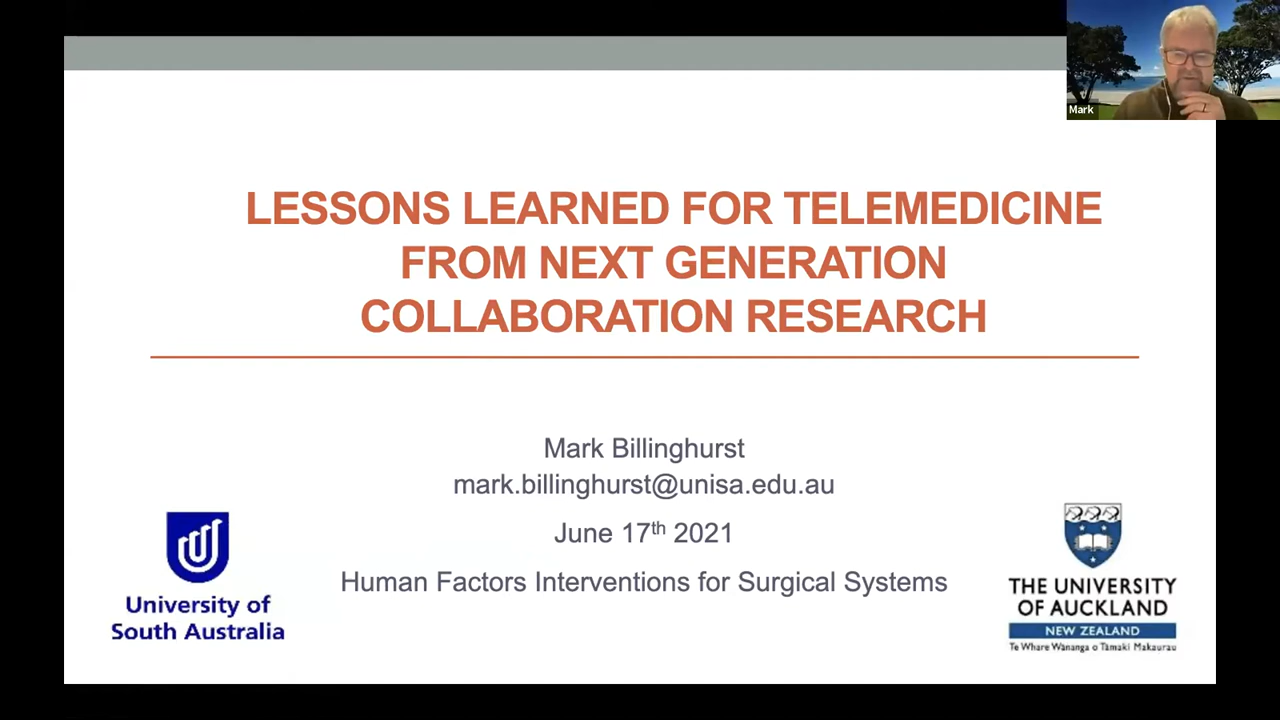 Mark
LESSONS LEARNED FOR TELEMEDICINE
FROM NEXT GENERATION
COLLABORATION RESEARCH
Mark Billinghurst
mark.billinghurst@unisa.edu.au
June 17th 2021
Human Factors Interventions for Surgical Systems
University of
South Australia
THE UNIVERSITY
OF AUCKLAND
NEW ZEALAND
Te Whare Wānanga o Tāmaki Makaurau